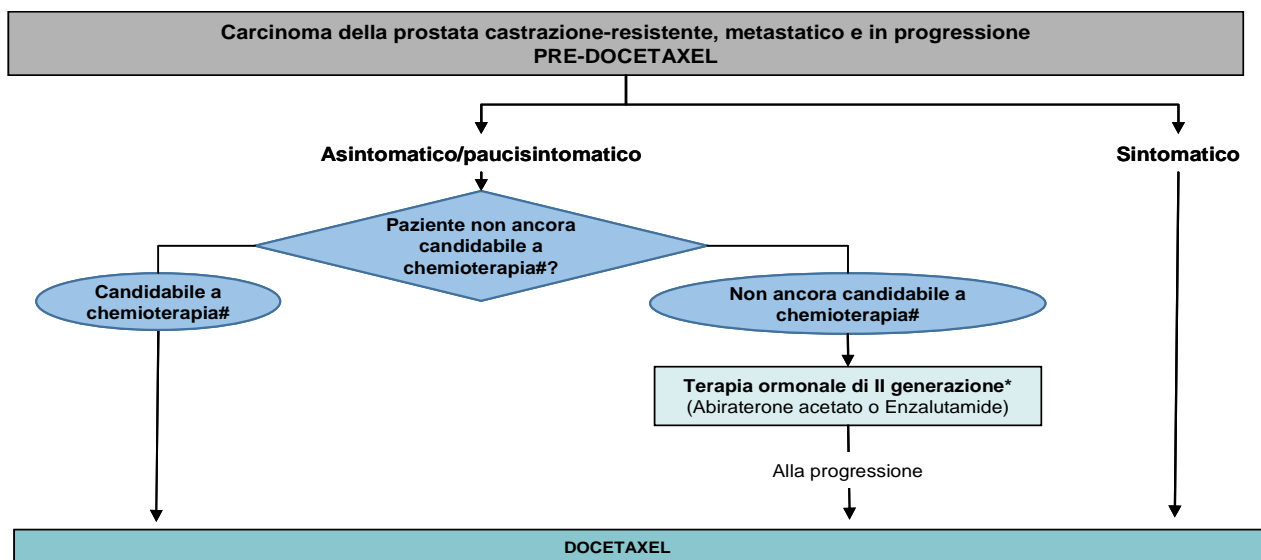 Carcinoma della prostata castrazione-resistente, metastatico e in progressione
PRE-DOCETAXEL
Asintomatico/paucisintomatico
Sintomatico
Paziente non ancora
candidabile a
chemioterapia#?
Candidabile a
chemioterapia#
Non ancora candidabile a
chemioterapia#
Terapia ormonale di II generazione*
(Abiraterone acetato o Enzalutamide)
Alla progressione
DOCETAXEL